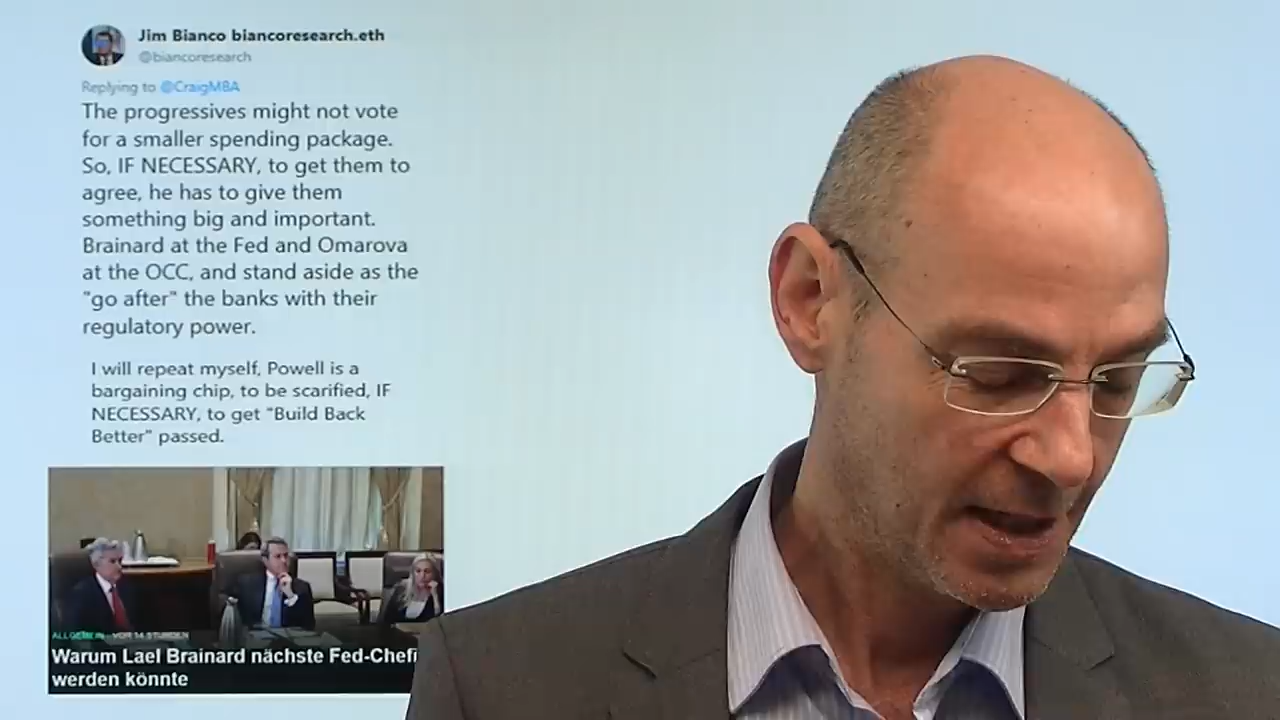 Jim Bianco biancoresearch.eth
@biancoresearch
Replying to @CraigMBA
The progressives might not vote
for a smaller spending package.
So, IF NECESSARY, to get them to
agree, he has to give them
something big and important.
Brainard at the Fed and Omarova
at the OCC, and stand aside as the
"go after" the banks with their
regulatory power.
I will repeat myself, Powell is a
bargaining chip, to be scarified, IF
NECESSARY, to get "Build Back
Better" passed.
ALLGEMEIN VOR 14 STUNDEN
Warum Lael Brainard nächste Fed-Chefi
werden könnte